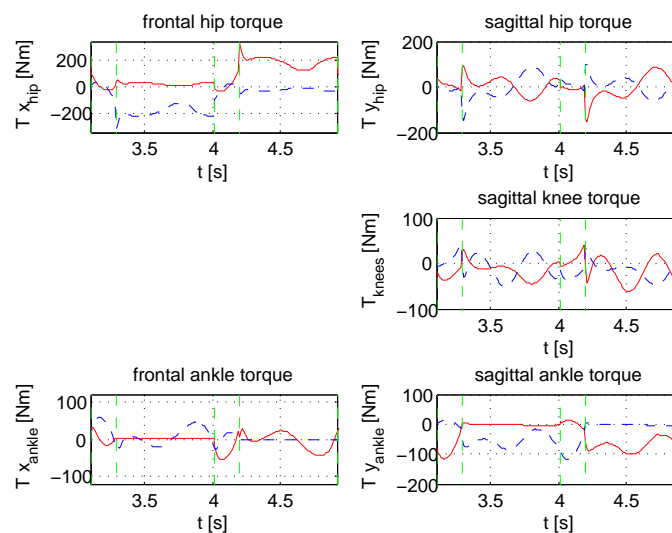 frontal hip torque
T x_hip [Nm]
200
0
−200
3.5 4 4.5
t [s]
sagittal hip torque
T y_hip [Nm]
200
0
−200
3.5 4 4.5
t [s]
sagittal knee torque
T_knees [Nm]
100
0
−100
3.5 4 4.5
t [s]
frontal ankle torque
T x_ankle [Nm]
100
0
−100
3.5 4 4.5
t [s]
sagittal ankle torque
T y_ankle [Nm]
100
0
−100
200
3.5 4 4.5
t [s]